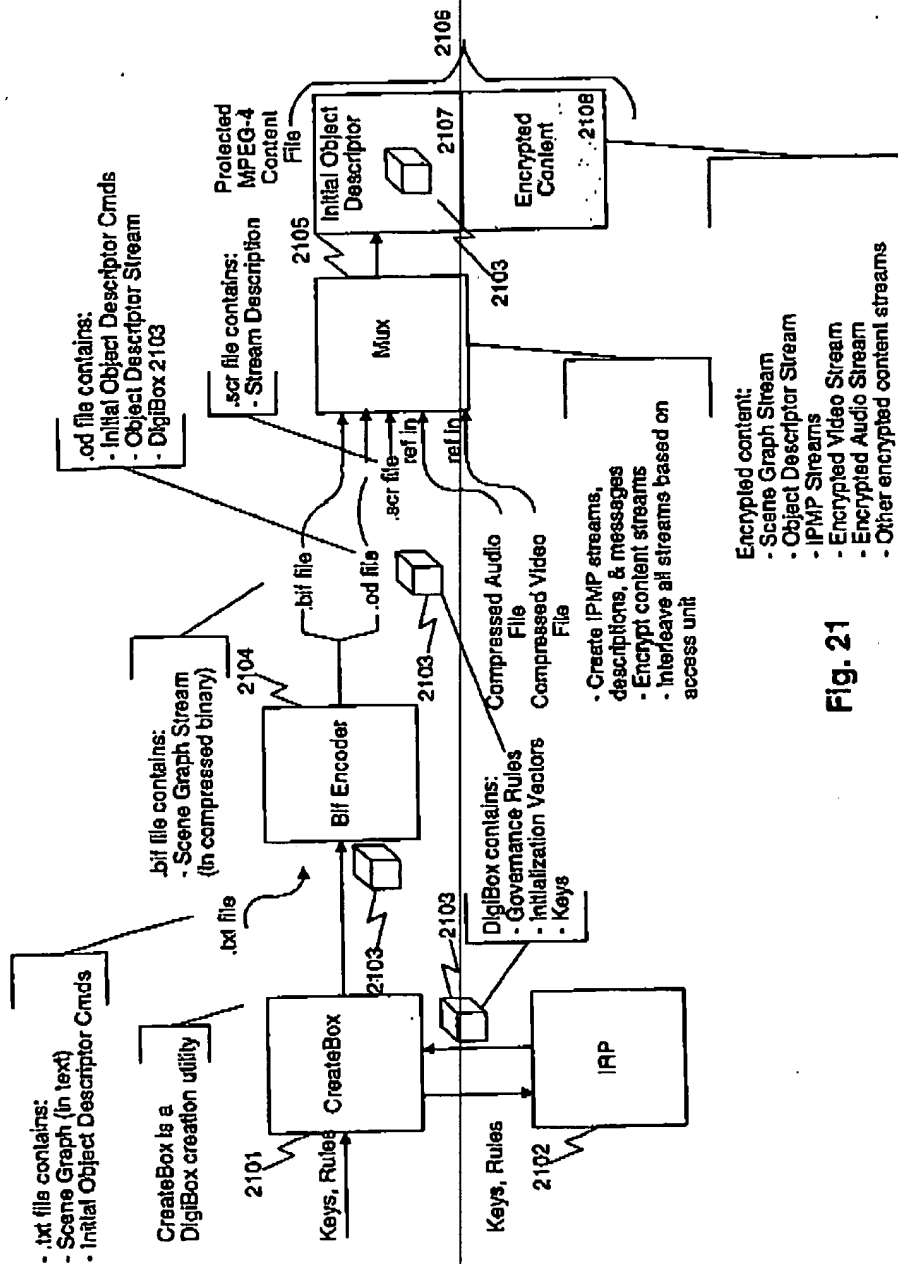 - .txt file contains:
- Scene Graph (in text)
- Initial Object Descriptor Cmds
CreateBox is a
DigiBox creation utility
.bif file contains:
- Scene Graph Stream
(in compressed binary)
.od file contains:
- Initial Object Descriptor Cmds
- Object Descriptor Stream
- DigiBox 2103
.scr file contains:
- Stream Description
Protected
MPEG-4
Content
File
2101
Keys, Rules
CreateBox
.txt file
2103
2104
Bif Encoder
.bif file
.od file
2103
.scr file
ref in
ref in
Compressed Audio
File
Compressed Video
File
2105
Mux
Initial Object
Descriptor
2107
2103
Encrypted
Content
2108
2106
Keys, Rules
2103
2102
IRP
DigiBox contains:
- Governance Rules
- Initialization Vectors
- Keys
- Create IPMP streams,
descriptions, & messages
- Encrypt content streams
- Interleave all streams based on
access unit
Encrypted content:
- Scene Graph Stream
- Object Descriptor Stream
- IPMP Streams
- Encrypted Video Stream
- Encrypted Audio Stream
- Other encrypted content streams
Fig. 21